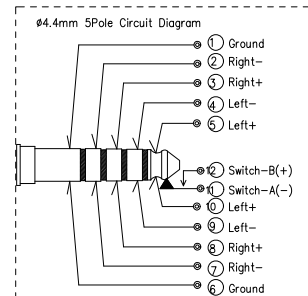 ø4.4mm 5Pole Circuit Diagram
1 Ground
2 Right-
3 Right+
4 Left-
5 Left+
12 Switch-B(+)
11 Switch-A(-)
10 Left+
9 Left-
8 Right+
7 Right-
6 Ground